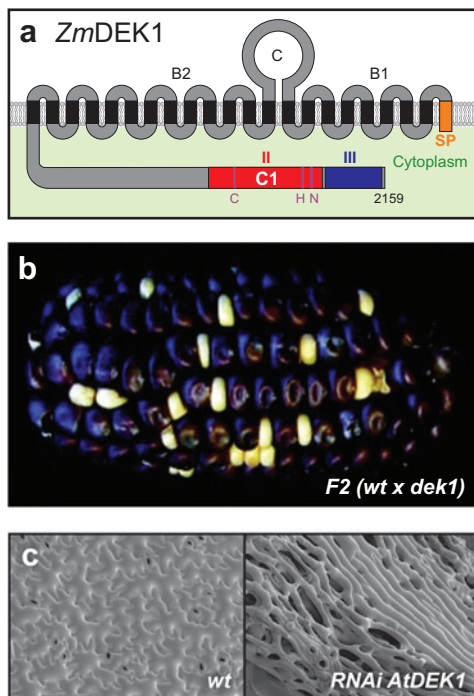 a ZmDEK1
C
B2
B1
SP
II
III
Cytoplasm
C1
C
H
N
2159
b
F2 (wt x dek1)
c
wt
RNAi AtDEK1